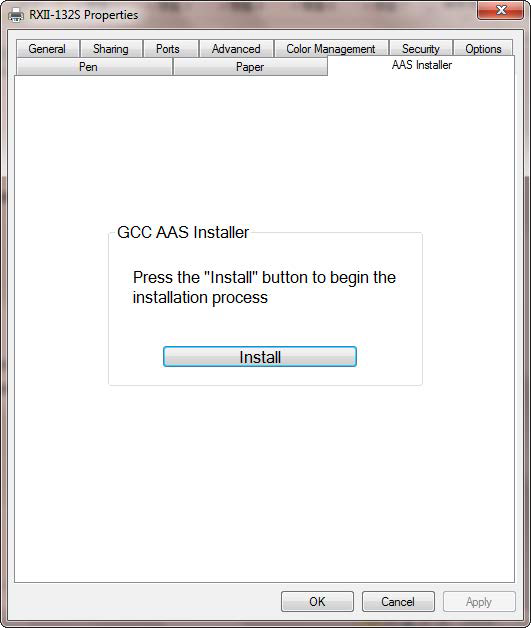 RXII-132S Properties
General Sharing Ports Advanced Color Management Security Options
Pen Paper AAS Installer
GCC AAS Installer
Press the "Install" button to begin the
installation process
Install
OK Cancel Apply